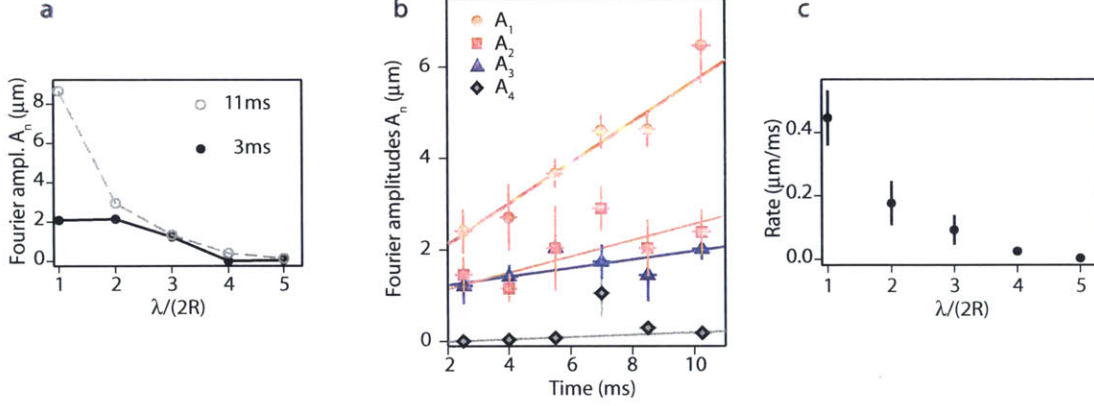 a
Fourier ampl. Aₙ (μm)
8
6
4
2
0
11ms
3ms
1 2 3 4 5
λ/(2R)
b
Fourier amplitudes Aₙ (μm)
6
4
2
0
A₁
A₂
A₃
A₄
2 4 6 8 10
Time (ms)
c
Rate (μm/ms)
0.4
0.2
0.0
1 2 3 4 5
λ/(2R)